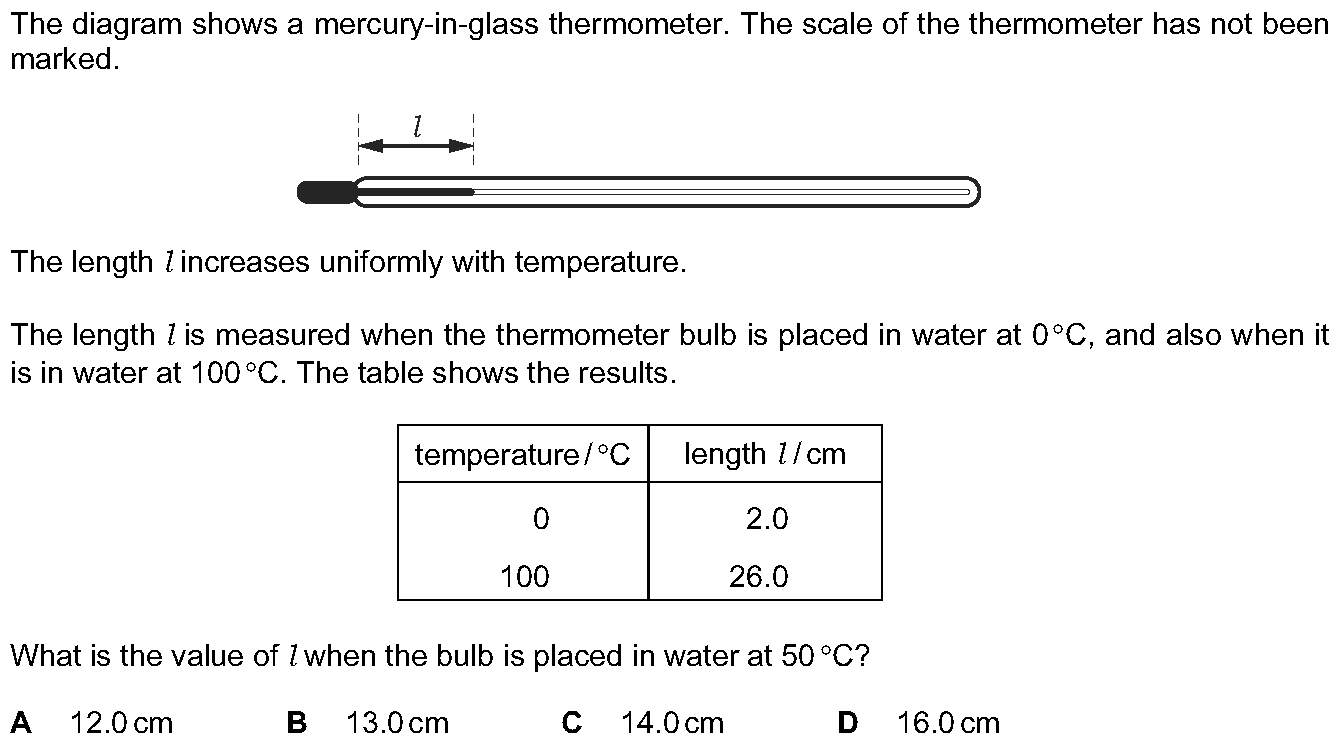 The diagram shows a mercury-in-glass thermometer. The scale of the thermometer has not been
marked.
l
The length l increases uniformly with temperature.
The length l is measured when the thermometer bulb is placed in water at 0 °C, and also when it
is in water at 100 °C. The table shows the results.
temperature / °C length l / cm
0 2.0
100 26.0
What is the value of l when the bulb is placed in water at 50 °C?
A 12.0 cm B 13.0 cm C 14.0 cm D 16.0 cm